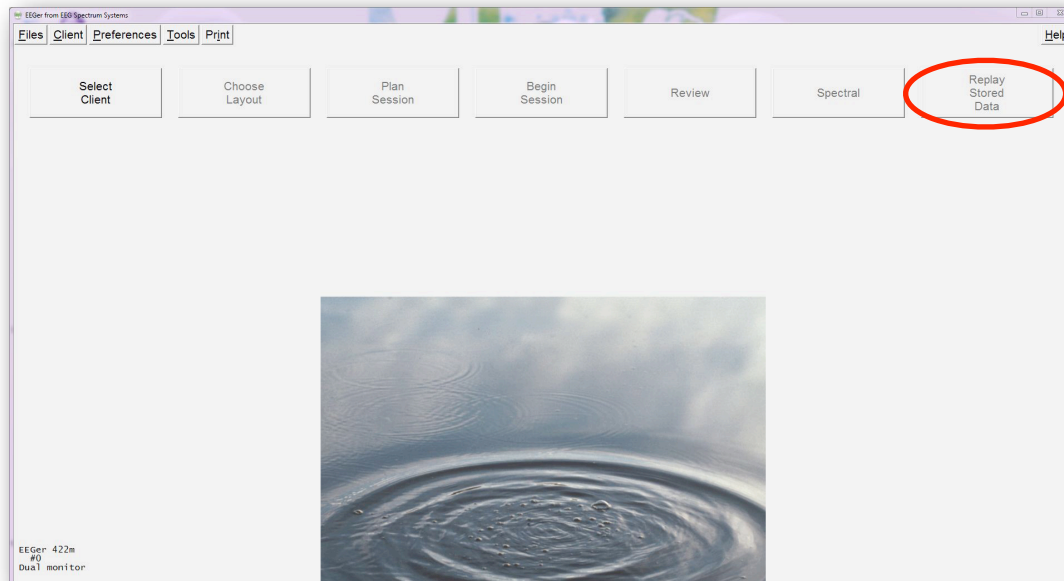 EEGer from EEG Spectrum Systems
Files Client Preferences Tools Print Help
Select
Client
Choose
Layout
Plan
Session
Begin
Session
Review
Spectral
Replay
Stored
Data
EEGer 422m
#0
Dual monitor